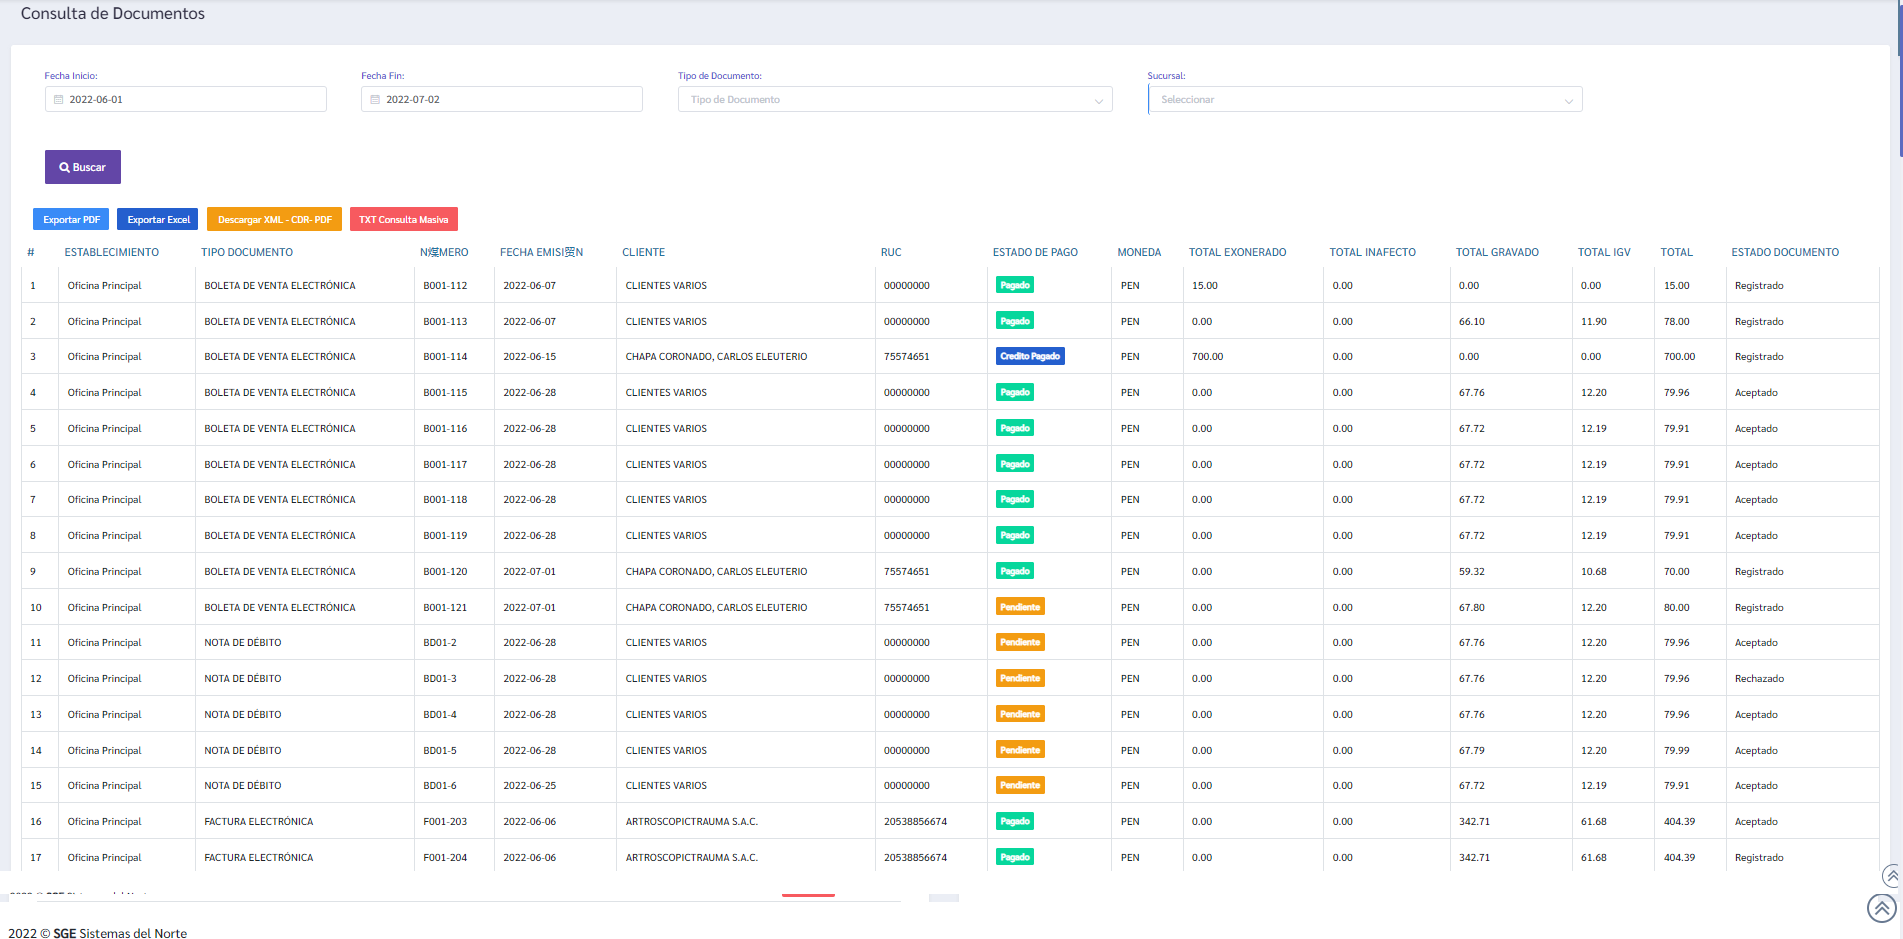 Consulta de Documentos
Fecha Inicio: Fecha Fin: Tipo de Documento: Sucursal:
2022-06-01 2022-07-02 Tipo de Documento Seleccionar
Buscar
Exportar PDF Exportar Excel Descargar XML - CDR- PDF TXT Consulta Masiva
# ESTABLECIMIENTO TIPO DOCUMENTO N煤MERO FECHA EMISI贸N CLIENTE RUC ESTADO DE PAGO MONEDA TOTAL EXONERADO TOTAL INAFECTO TOTAL GRAVADO TOTAL IGV TOTAL ESTADO DOCUMENTO
1 Oficina Principal BOLETA DE VENTA ELECTRÓNICA B001-112 2022-06-07 CLIENTES VARIOS 00000000 Pagado PEN 15.00 0.00 0.00 0.00 15.00 Registrado
2 Oficina Principal BOLETA DE VENTA ELECTRÓNICA B001-113 2022-06-07 CLIENTES VARIOS 00000000 Pagado PEN 0.00 0.00 66.10 11.90 78.00 Registrado
3 Oficina Principal BOLETA DE VENTA ELECTRÓNICA B001-114 2022-06-15 CHAPA CORONADO, CARLOS ELEUTERIO 75574651 Credito Pagado PEN 700.00 0.00 0.00 0.00 700.00 Registrado
4 Oficina Principal BOLETA DE VENTA ELECTRÓNICA B001-115 2022-06-28 CLIENTES VARIOS 00000000 Pagado PEN 0.00 0.00 67.76 12.20 79.96 Aceptado
5 Oficina Principal BOLETA DE VENTA ELECTRÓNICA B001-116 2022-06-28 CLIENTES VARIOS 00000000 Pagado PEN 0.00 0.00 67.72 12.19 79.91 Aceptado
6 Oficina Principal BOLETA DE VENTA ELECTRÓNICA B001-117 2022-06-28 CLIENTES VARIOS 00000000 Pagado PEN 0.00 0.00 67.72 12.19 79.91 Aceptado
7 Oficina Principal BOLETA DE VENTA ELECTRÓNICA B001-118 2022-06-28 CLIENTES VARIOS 00000000 Pagado PEN 0.00 0.00 67.72 12.19 79.91 Aceptado
8 Oficina Principal BOLETA DE VENTA ELECTRÓNICA B001-119 2022-06-28 CLIENTES VARIOS 00000000 Pagado PEN 0.00 0.00 67.72 12.19 79.91 Aceptado
9 Oficina Principal BOLETA DE VENTA ELECTRÓNICA B001-120 2022-07-01 CHAPA CORONADO, CARLOS ELEUTERIO 75574651 Pagado PEN 0.00 0.00 59.32 10.68 70.00 Registrado
10 Oficina Principal BOLETA DE VENTA ELECTRÓNICA B001-121 2022-07-01 CHAPA CORONADO, CARLOS ELEUTERIO 75574651 Pendiente PEN 0.00 0.00 67.80 12.20 80.00 Registrado
11 Oficina Principal NOTA DE DÉBITO BD01-2 2022-06-28 CLIENTES VARIOS 00000000 Pendiente PEN 0.00 0.00 67.76 12.20 79.96 Aceptado
12 Oficina Principal NOTA DE DÉBITO BD01-3 2022-06-28 CLIENTES VARIOS 00000000 Pendiente PEN 0.00 0.00 67.76 12.20 79.96 Rechazado
13 Oficina Principal NOTA DE DÉBITO BD01-4 2022-06-28 CLIENTES VARIOS 00000000 Pendiente PEN 0.00 0.00 67.76 12.20 79.96 Aceptado
14 Oficina Principal NOTA DE DÉBITO BD01-5 2022-06-28 CLIENTES VARIOS 00000000 Pendiente PEN 0.00 0.00 67.79 12.20 79.99 Aceptado
15 Oficina Principal NOTA DE DÉBITO BD01-6 2022-06-25 CLIENTES VARIOS 00000000 Pendiente PEN 0.00 0.00 67.72 12.19 79.91 Aceptado
16 Oficina Principal FACTURA ELECTRÓNICA F001-203 2022-06-06 ARTROSCOPICTRAUMA S.A.C. 20538856674 Pagado PEN 0.00 0.00 342.71 61.68 404.39 Aceptado
17 Oficina Principal FACTURA ELECTRÓNICA F001-204 2022-06-06 ARTROSCOPICTRAUMA S.A.C. 20538856674 Pagado PEN 0.00 0.00 342.71 61.68 404.39 Registrado
2022 © SGE Sistemas del Norte